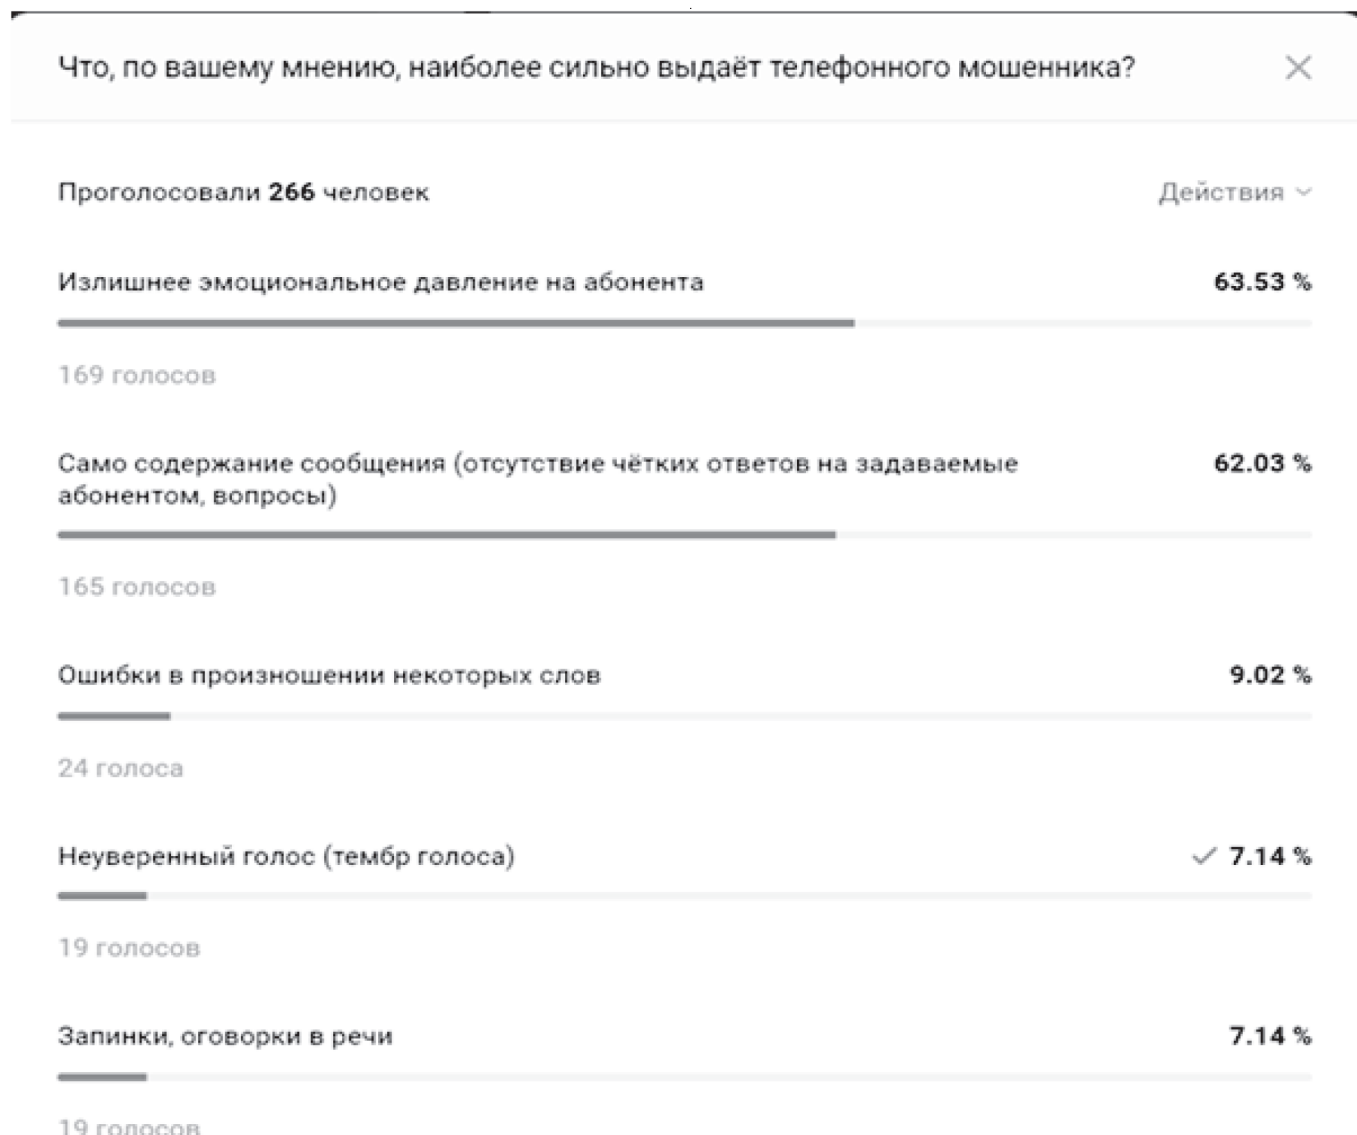 Что, по вашему мнению, наиболее сильно выдаёт телефонного мошенника?
Проголосовали 266 человек
Действия
Излишнее эмоциональное давление на абонента
63.53 %
169 голосов
Само содержание сообщения (отсутствие чётких ответов на задаваемые
62.03 %
абонентом, вопросы)
165 голосов
Ошибки в произношении некоторых слов
9.02 %
24 голоса
Неуверенный голос (тембр голоса)
7.14 %
19 голосов
Запинки, оговорки в речи
7.14 %
19 голосов